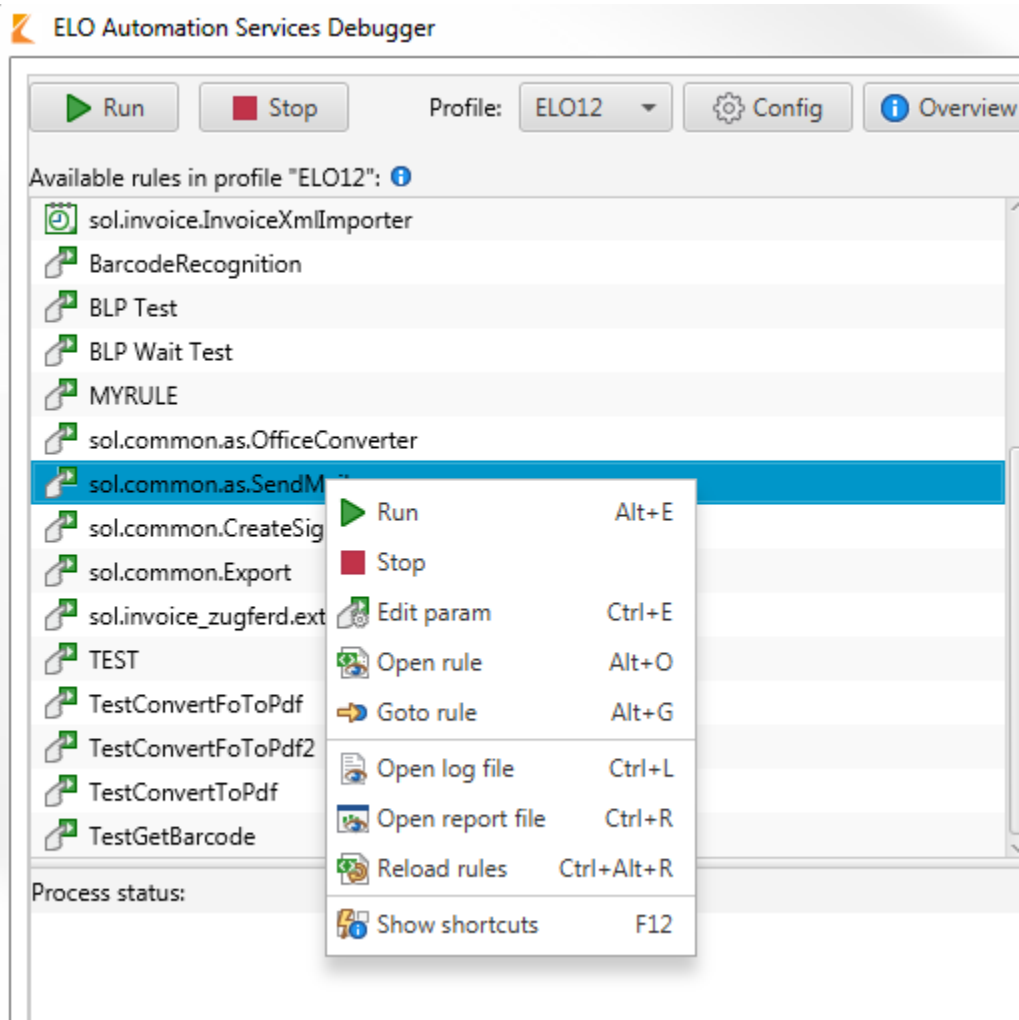 ELO Automation Services Debugger
Run Stop Profile: ELO12 Config Overview
Available rules in profile "ELO12":
sol.invoice.InvoiceXmlImporter
BarcodeRecognition
BLP Test
BLP Wait Test
MYRULE
sol.common.as.OfficeConverter
sol.common.as.SendM
sol.common.CreateSig
sol.common.Export
sol.invoice_zugferd.ext
TEST
TestConvertFoToPdf
TestConvertFoToPdf2
TestConvertToPdf
TestGetBarcode
Run Alt+E
Stop
Edit param Ctrl+E
Open rule Alt+O
Goto rule Alt+G
Open log file Ctrl+L
Open report file Ctrl+R
Reload rules Ctrl+Alt+R
Show shortcuts F12
Process status: